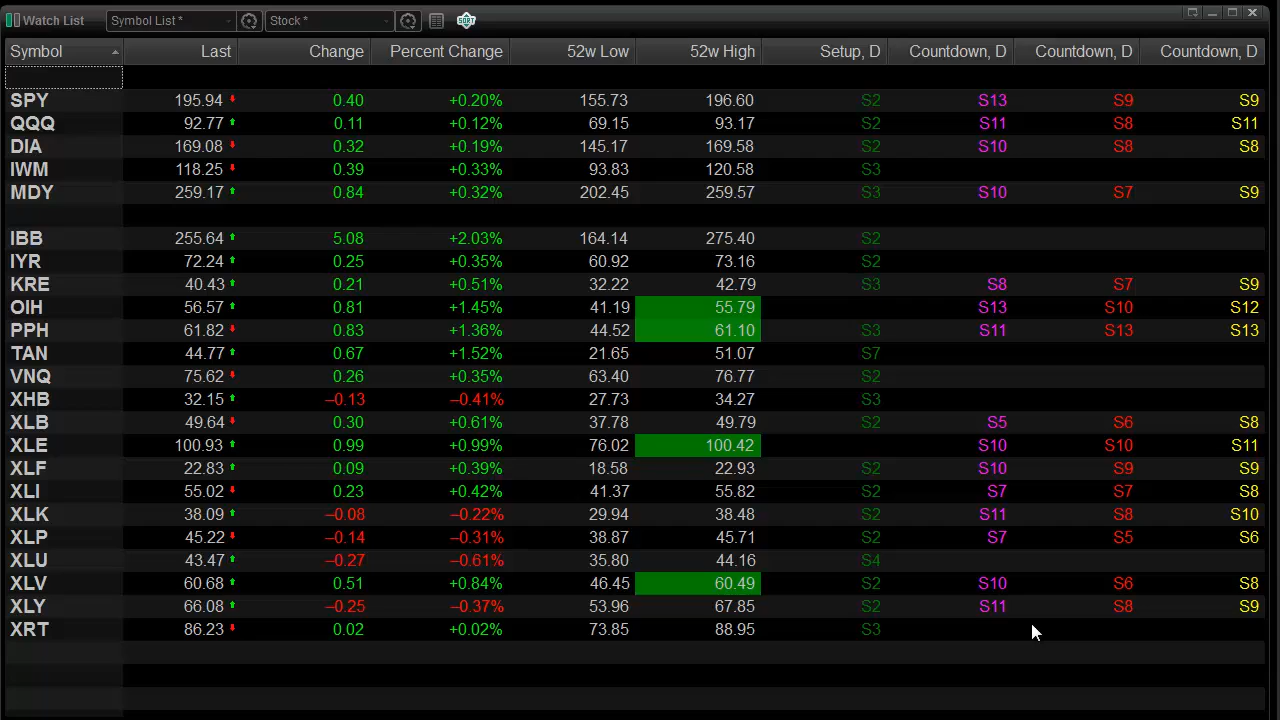 Watch List Symbol List * Stock * SORT
Symbol Last Change Percent Change 52w Low 52w High Setup, D Countdown, D Countdown, D Countdown, D
SPY 195.94 0.40 +0.20% 155.73 196.60 S2 S13 S9 S9
QQQ 92.77 0.11 +0.12% 69.15 93.17 S2 S11 S8 S11
DIA 169.08 0.32 +0.19% 145.17 169.58 S2 S10 S8 S8
IWM 118.25 0.39 +0.33% 93.83 120.58 S3
MDY 259.17 0.84 +0.32% 202.45 259.57 S3 S10 S7 S9
IBB 255.64 5.08 +2.03% 164.14 275.40 S2
IYR 72.24 0.25 +0.35% 60.92 73.16 S2
KRE 40.43 0.21 +0.51% 32.22 42.79 S3 S8 S7 S9
OIH 56.57 0.81 +1.45% 41.19 55.79 S13 S10 S12
PPH 61.82 0.83 +1.36% 44.52 61.10 S3 S11 S13 S13
TAN 44.77 0.67 +1.52% 21.65 51.07 S7
VNQ 75.62 0.26 +0.35% 63.40 76.77 S2
XHB 32.15 –0.13 –0.41% 27.73 34.27 S3
XLB 49.64 0.30 +0.61% 37.78 49.79 S2 S5 S6 S8
XLE 100.93 0.99 +0.99% 76.02 100.42 S10 S10 S11
XLF 22.83 0.09 +0.39% 18.58 22.93 S2 S10 S9 S9
XLI 55.02 0.23 +0.42% 41.37 55.82 S2 S7 S7 S8
XLK 38.09 –0.08 –0.22% 29.94 38.48 S2 S11 S8 S10
XLP 45.22 –0.14 –0.31% 38.87 45.71 S2 S7 S5 S6
XLU 43.47 –0.27 –0.61% 35.80 44.16 S4
XLV 60.68 0.51 +0.84% 46.45 60.49 S2 S10 S6 S8
XLY 66.08 –0.25 –0.37% 53.96 67.85 S2 S11 S8 S9
XRT 86.23 0.02 +0.02% 73.85 88.95 S3